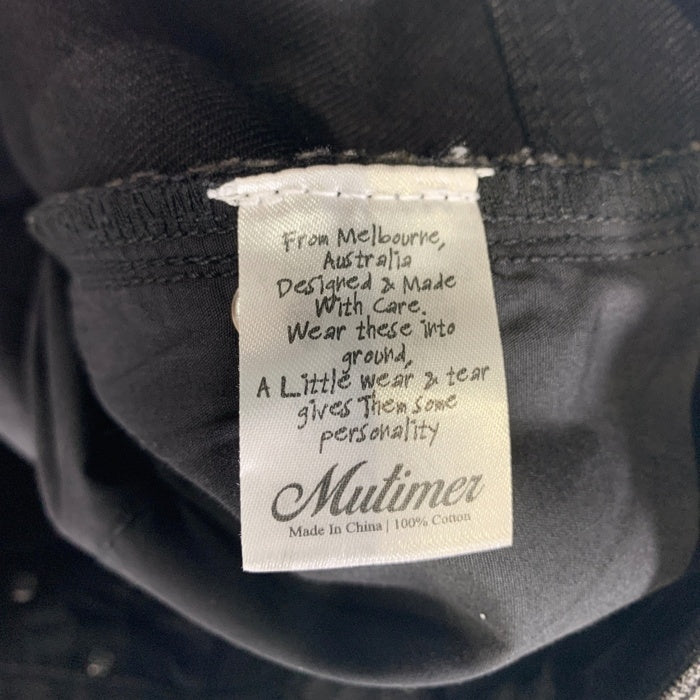 From Melbourne,
Australia
Designed & Made
With Care.
Wear these into
ground,
A Little wear & tear
gives Them some
personality
Mutimer
Made In China | 100% Cotton